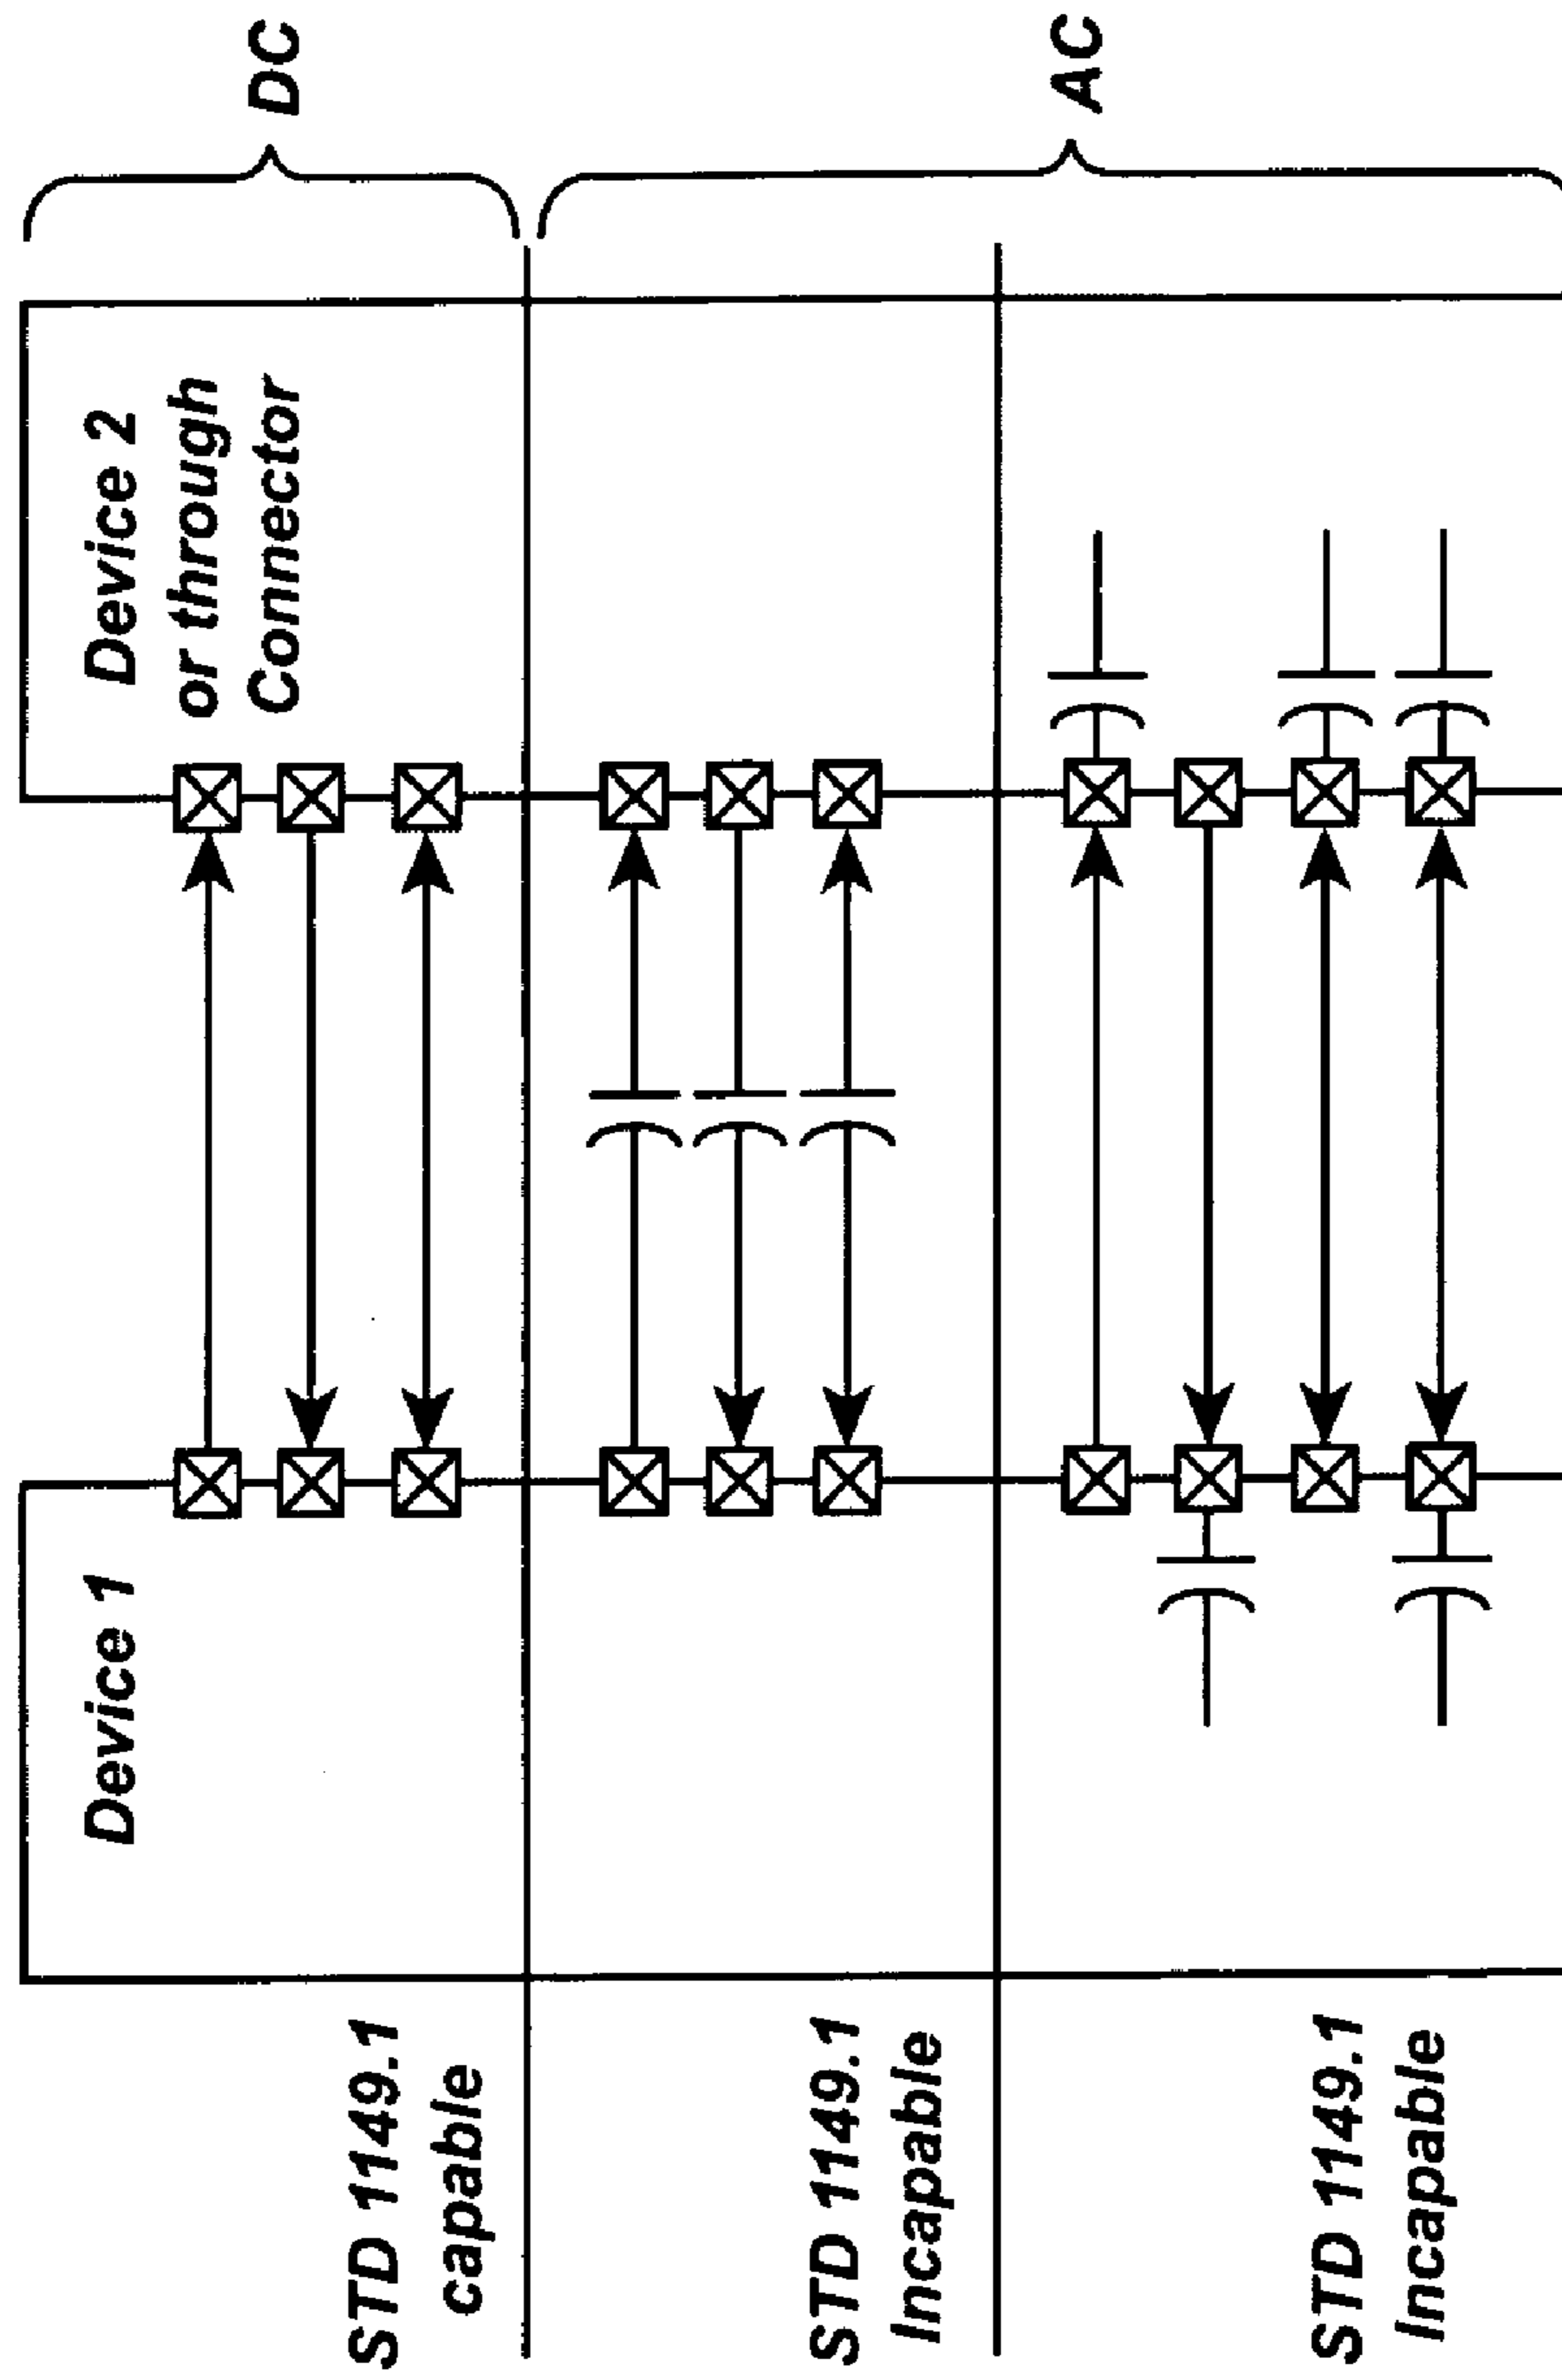 Device 1
Device 2
or through
Connector
STD 1149.1
capable
DC
STD 1149.1
Incapable
AC
STD 1149.1
Incapable